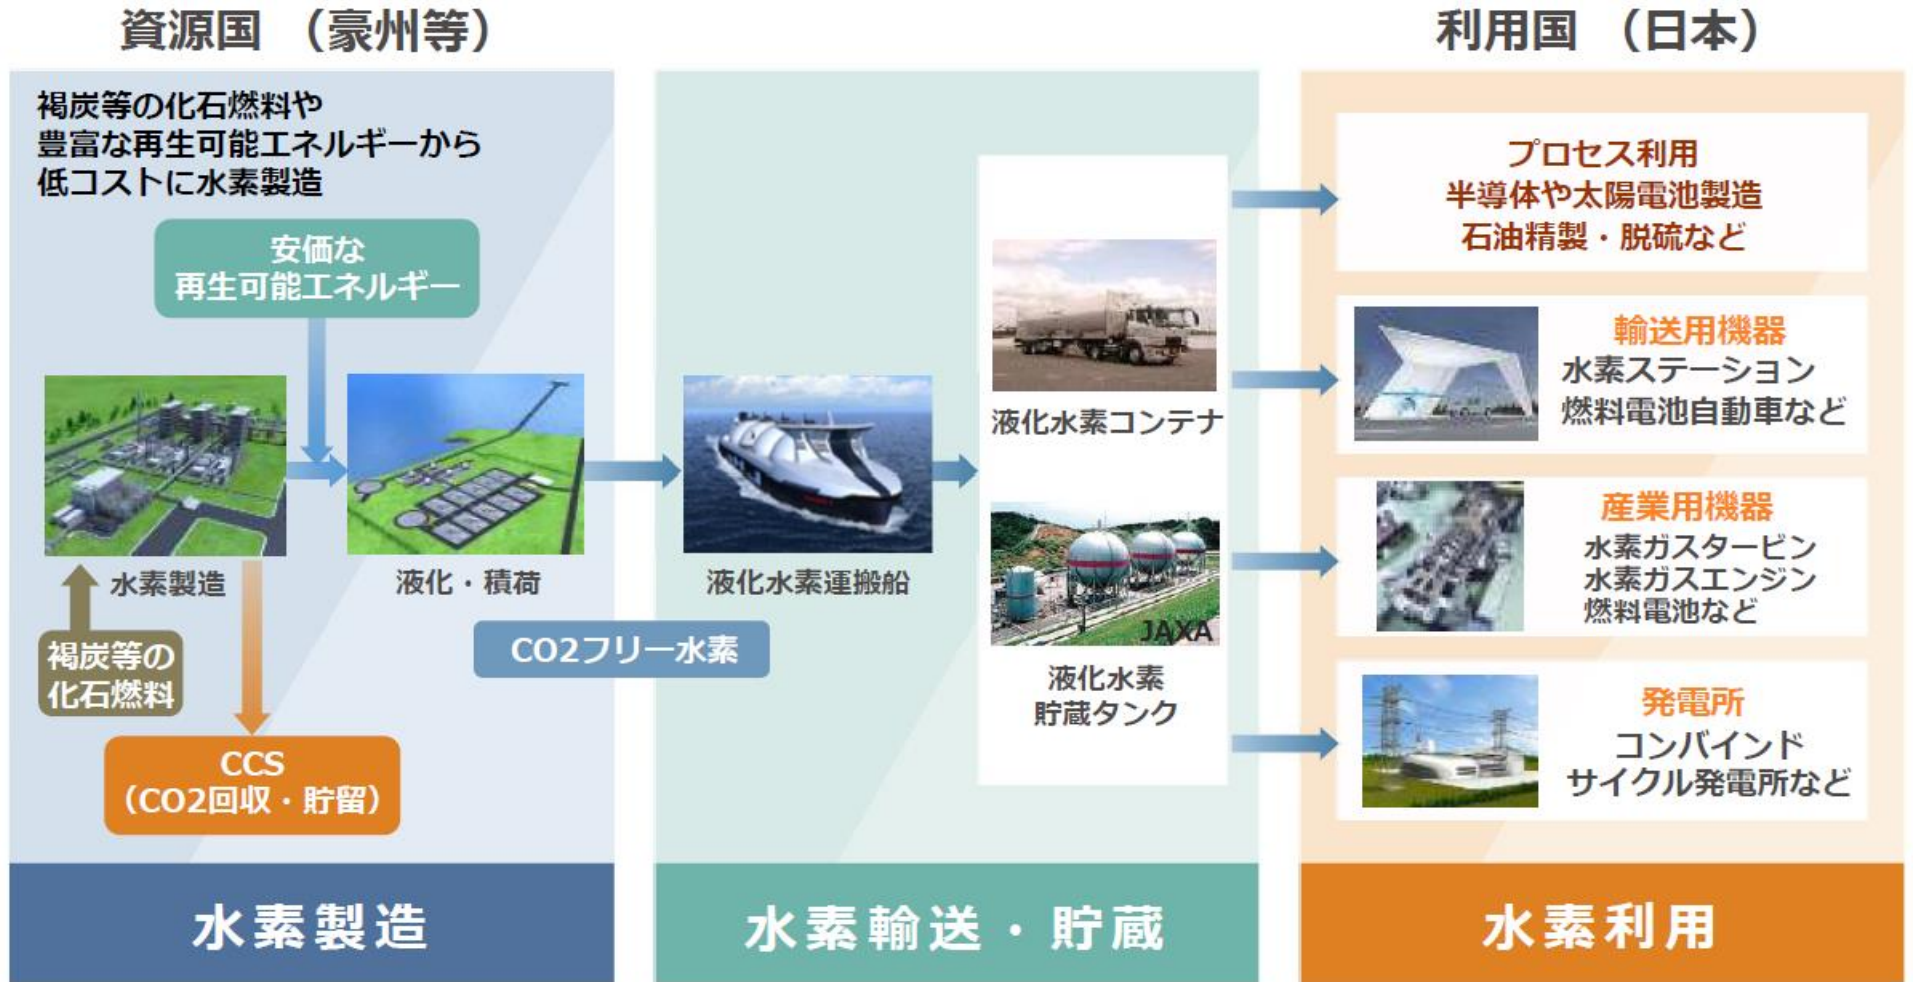 資源国 （豪州等）
利用国 （日本）
褐炭等の化石燃料や
豊富な再生可能エネルギーから
低コストに水素製造
安価な
再生可能エネルギー
水素製造
液化・積荷
褐炭等の
化石燃料
CCS
（CO2回収・貯留）
CO2フリー水素
水素製造
液化水素運搬船
液化水素コンテナ
JAXA
液化水素
貯蔵タンク
水素輸送・貯蔵
プロセス利用
半導体や太陽電池製造
石油精製・脱硫など
輸送用機器
水素ステーション
燃料電池自動車など
産業用機器
水素ガスタービン
水素ガスエンジン
燃料電池など
発電所
コンバインド
サイクル発電所など
水素利用